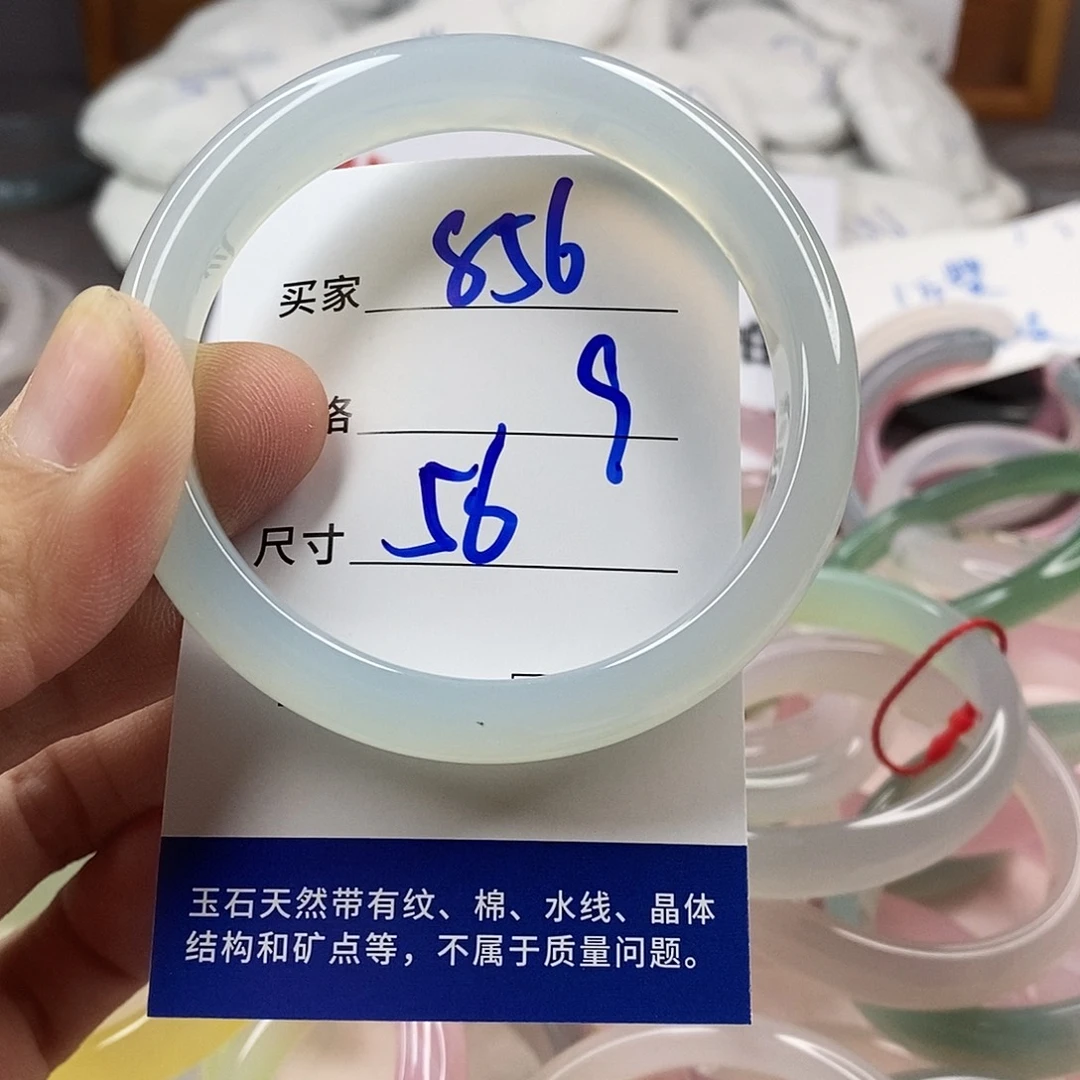 买家 856
格 9
尺寸 56
玉石天然带有纹、棉、水线、晶体
结构和矿点等，不属于质量问题。